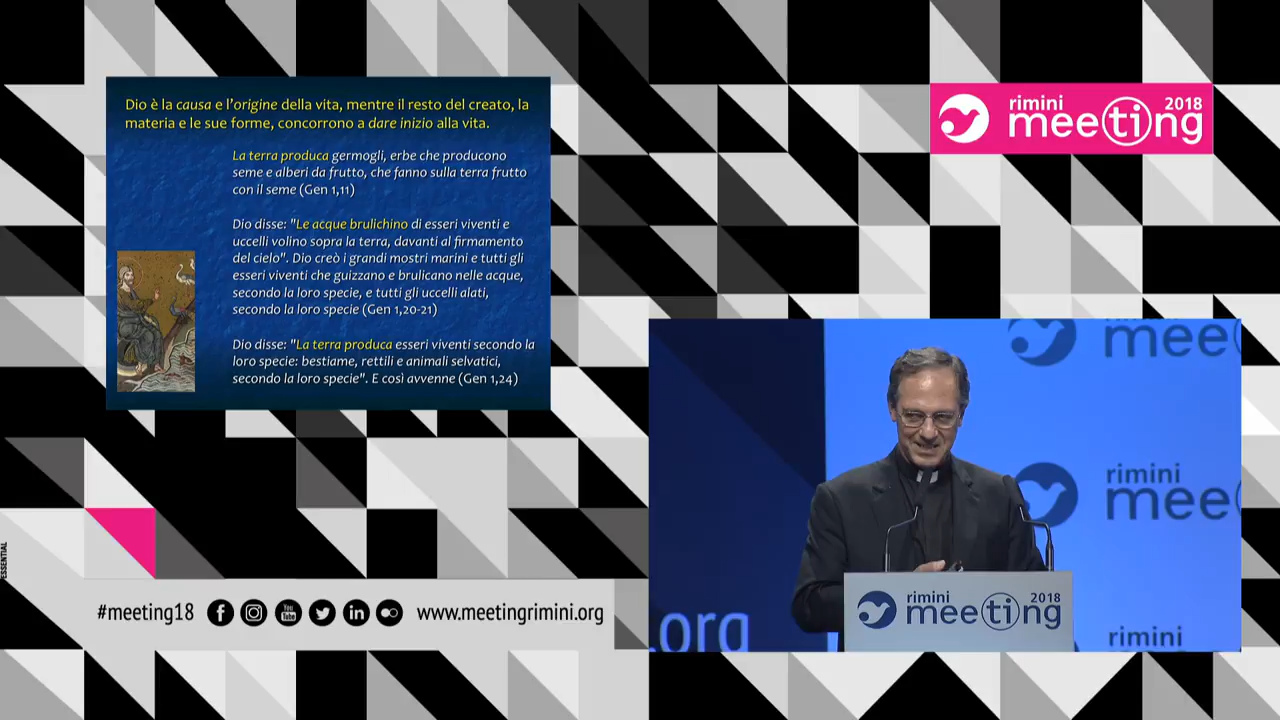 Dio è la causa e l'origine della vita, mentre il resto del creato, la
materia e le sue forme, concorrono a dare inizio alla vita.
La terra produca germogli, erbe che producono
seme e alberi da frutto, che fanno sulla terra frutto
con il seme (Gen 1,11)
Dio disse: "Le acque brulichino di esseri viventi e
uccelli volino sopra la terra, davanti al firmamento
del cielo". Dio creò i grandi mostri marini e tutti gli
esseri viventi che guizzano e brulicano nelle acque,
secondo la loro specie, e tutti gli uccelli alati,
secondo la loro specie (Gen 1,20-21)
Dio disse: "La terra produca esseri viventi secondo la
loro specie: bestiame, rettili e animali selvatici,
secondo la loro specie". E così avvenne (Gen 1,24)
rimini 2018
meeting
mee
rimini
mee
rimini 2018
meeting
.org
rimini
ESSENTIAL
#meeting18
You
Tube
www.meetingrimini.org